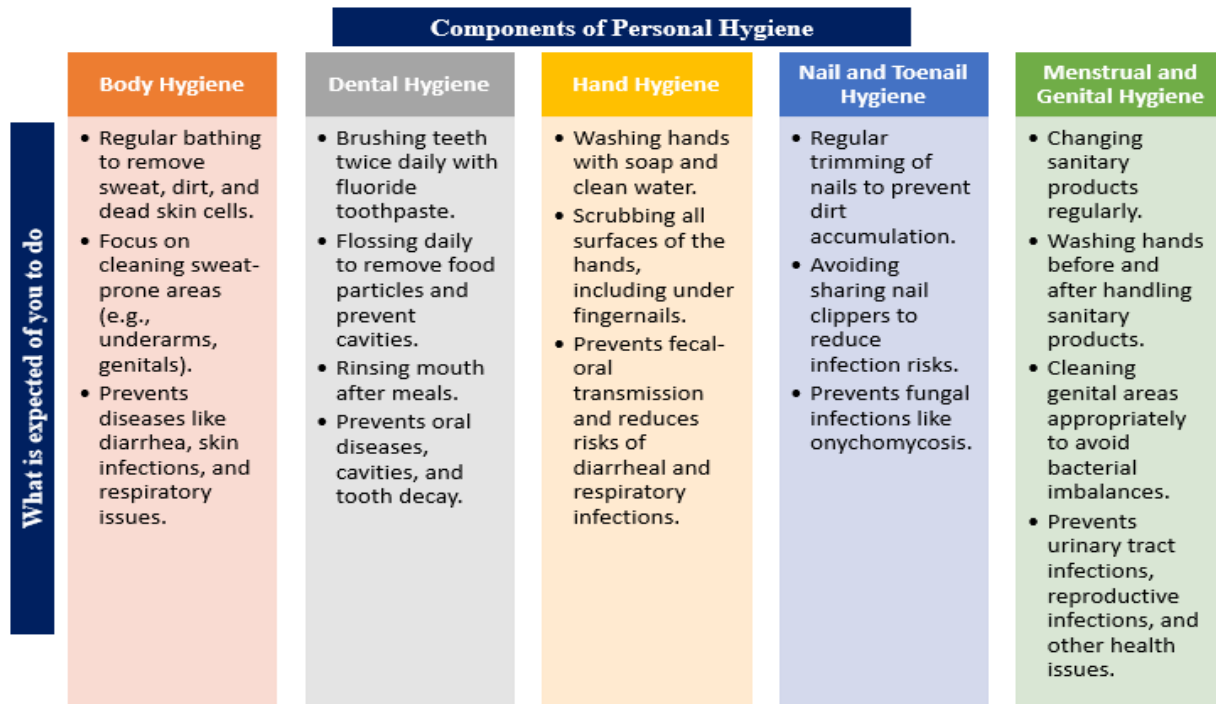 Components of Personal Hygiene
What is expected of you to do
Body Hygiene
• Regular bathing
to remove
sweat, dirt, and
dead skin cells.
• Focus on
cleaning sweat-
prone areas
(e.g.,
underarms,
genitals).
• Prevents
diseases like
diarrhea, skin
infections, and
respiratory
issues.
Dental Hygiene
• Brushing teeth
twice daily with
fluoride
toothpaste.
• Flossing daily
to remove food
particles and
prevent
cavities.
• Rinsing mouth
after meals.
• Prevents oral
diseases,
cavities, and
tooth decay.
Hand Hygiene
• Washing hands
with soap and
clean water.
• Scrubbing all
surfaces of the
hands,
including under
fingernails.
• Prevents fecal-
oral
transmission
and reduces
risks of
diarrheal and
respiratory
infections.
Nail and Toenail
Hygiene
• Regular
trimming of
nails to prevent
dirt
accumulation.
• Avoiding
sharing nail
clippers to
reduce
infection risks.
• Prevents fungal
infections like
onychomycosis.
Menstrual and
Genital Hygiene
• Changing
sanitary
products
regularly.
• Washing hands
before and
after handling
sanitary
products.
• Cleaning
genital areas
appropriately
to avoid
bacterial
imbalances.
• Prevents
urinary tract
infections,
reproductive
infections, and
other health
issues.